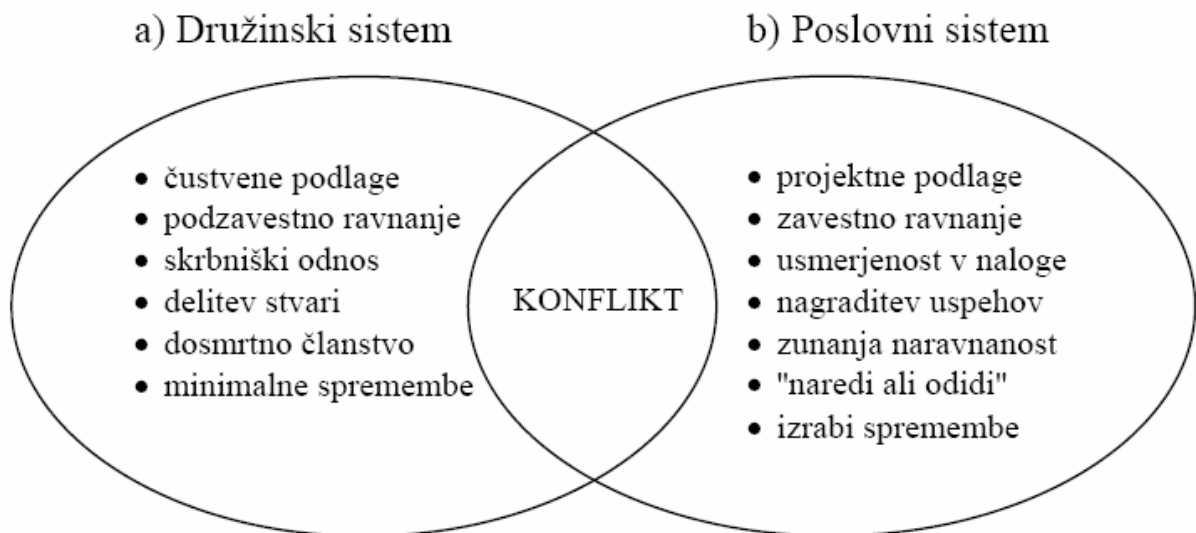 a) Družinski sistem
b) Poslovni sistem
• čustvene podlage
• podzavestno ravnanje
• skrbniški odnos
• delitev stvari
• dosmrtno članstvo
• minimalne spremembe
KONFLIKT
• projektne podlage
• zavestno ravnanje
• usmerjenost v naloge
• nagraditev uspehov
• zunanja naravnanost
• "naredi ali odidi"
• izrabi spremembe